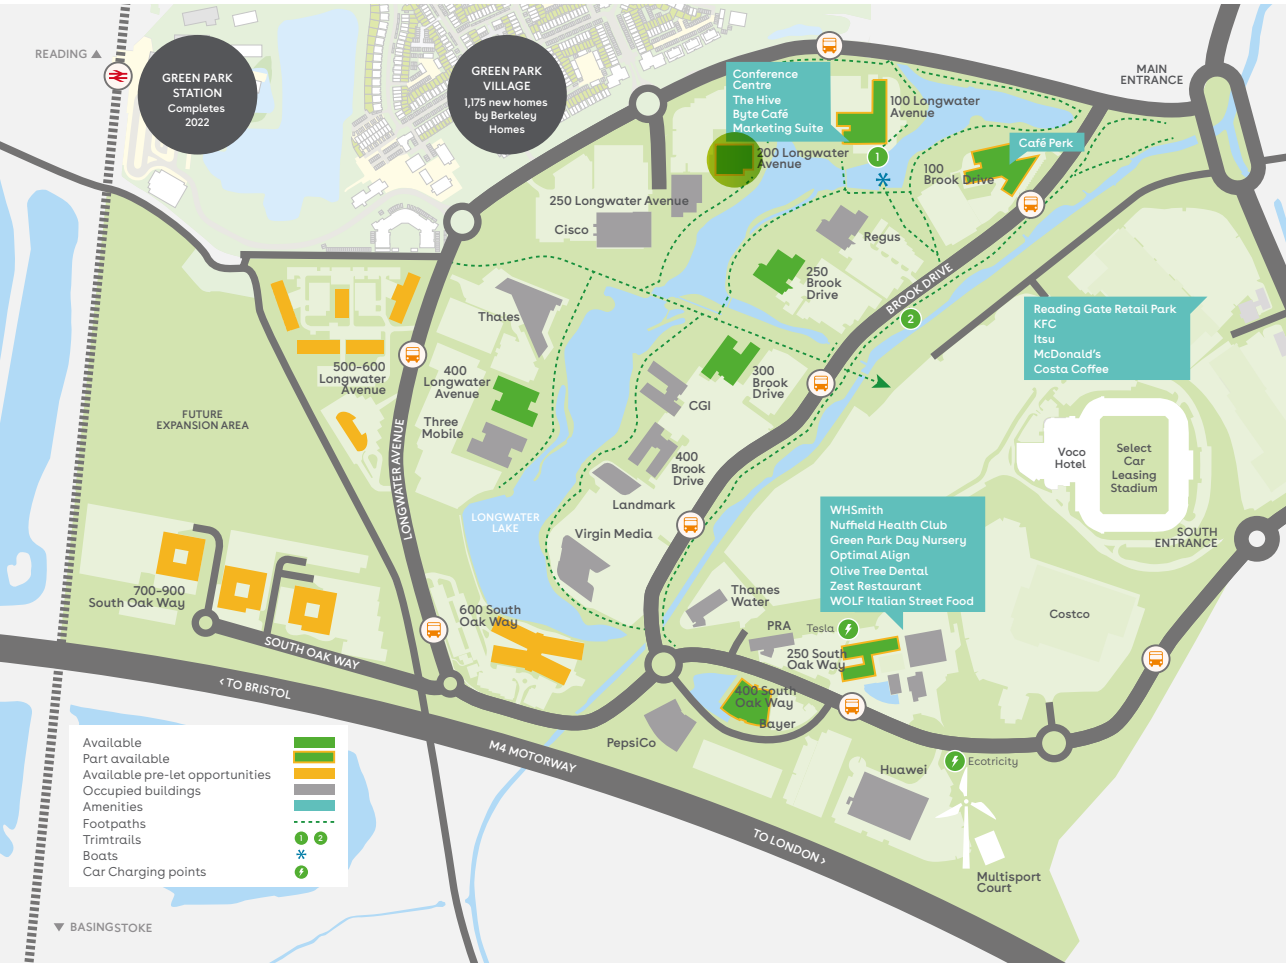 READING ▲
GREEN PARK
STATION
Completes
2022
GREEN PARK
VILLAGE
1,175 new homes
by Berkeley
Homes
MAIN
ENTRANCE
Conference
Centre
The Hive
Byte Café
Marketing Suite
100 Longwater
Avenue
1
200 Longwater
Avenue
Café Perk
100
Brook Drive
250 Longwater Avenue
Cisco
Regus
250
Brook
Drive
BROOK DRIVE
2
Reading Gate Retail Park
KFC
Itsu
McDonald's
Costa Coffee
Thales
500-600
Longwater
Avenue
400
Longwater
Avenue
Three
Mobile
300
Brook
Drive
CGI
FUTURE
EXPANSION AREA
LONGWATER AVENUE
400
Brook
Drive
Landmark
Voco
Hotel
Select
Car
Leasing
Stadium
LONGWATER
LAKE
Virgin Media
WHSmith
Nuffield Health Club
Green Park Day Nursery
Optimal Align
Olive Tree Dental
Zest Restaurant
WOLF Italian Street Food
SOUTH
ENTRANCE
700-900
South Oak Way
600 South
Oak Way
Thames
Water
PRA
Tesla
250 South
Oak Way
Costco
SOUTH OAK WAY
‹ TO BRISTOL
400 South
Oak Way
Bayer
PepsiCo
M4 MOTORWAY
Huawei
Ecotricity
TO LONDON ›
Multisport
Court
Available
Part available
Available pre-let opportunities
Occupied buildings
Amenities
Footpaths
Trimtrails 1 2
Boats
Car Charging points
▼ BASINGSTOKE